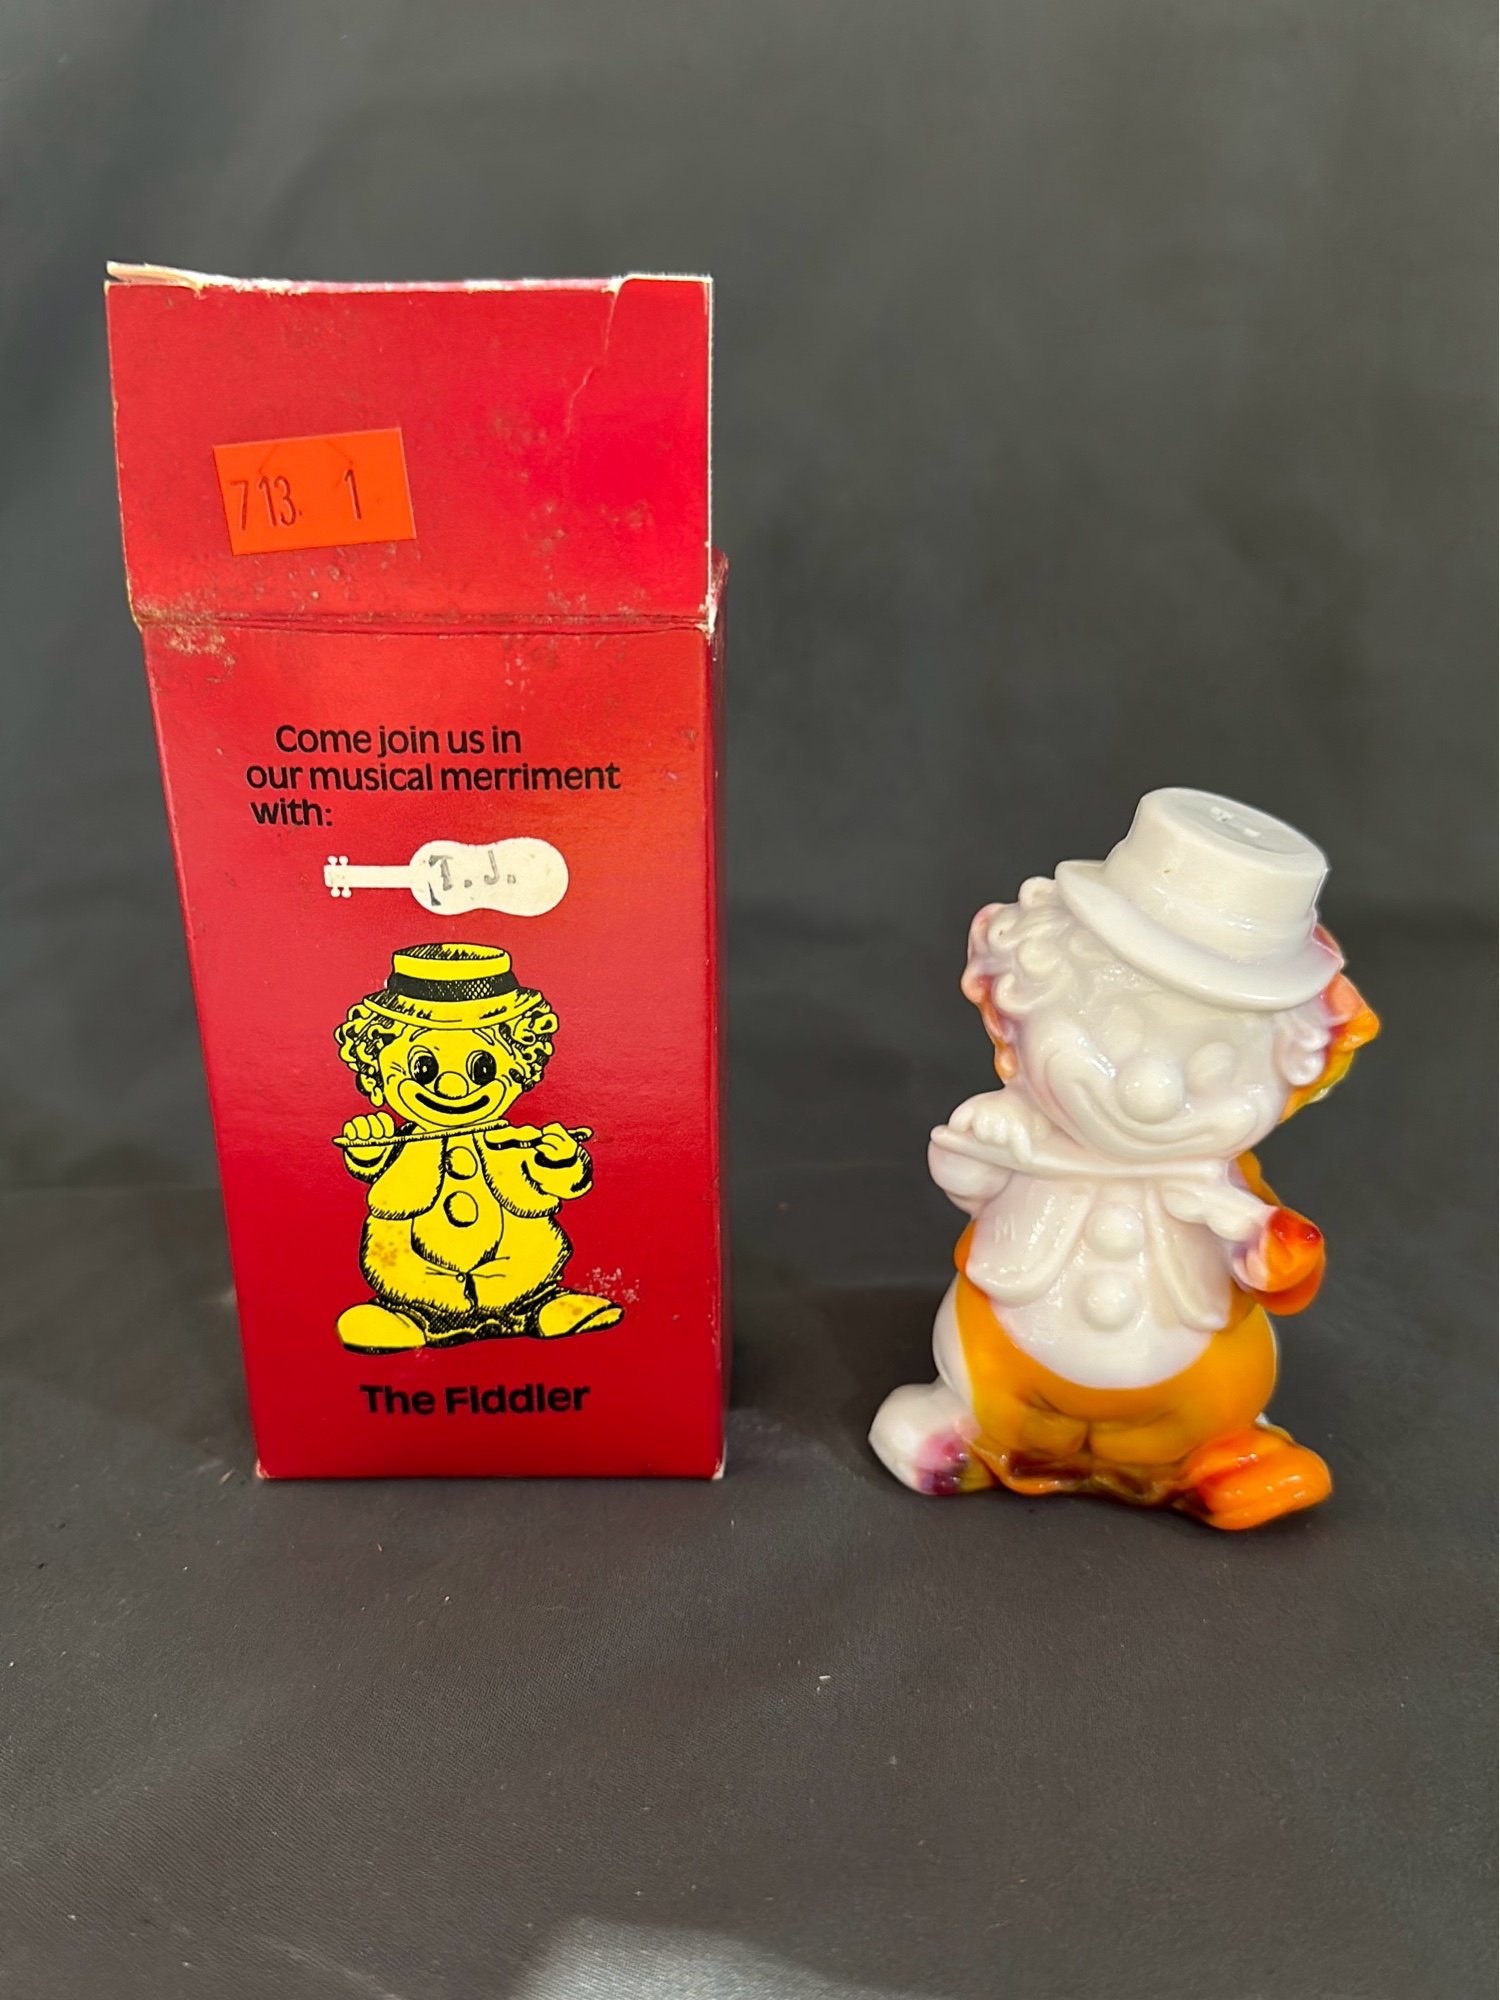 713. 1
Come join us in
our musical merriment
with:
T.J.
The Fiddler